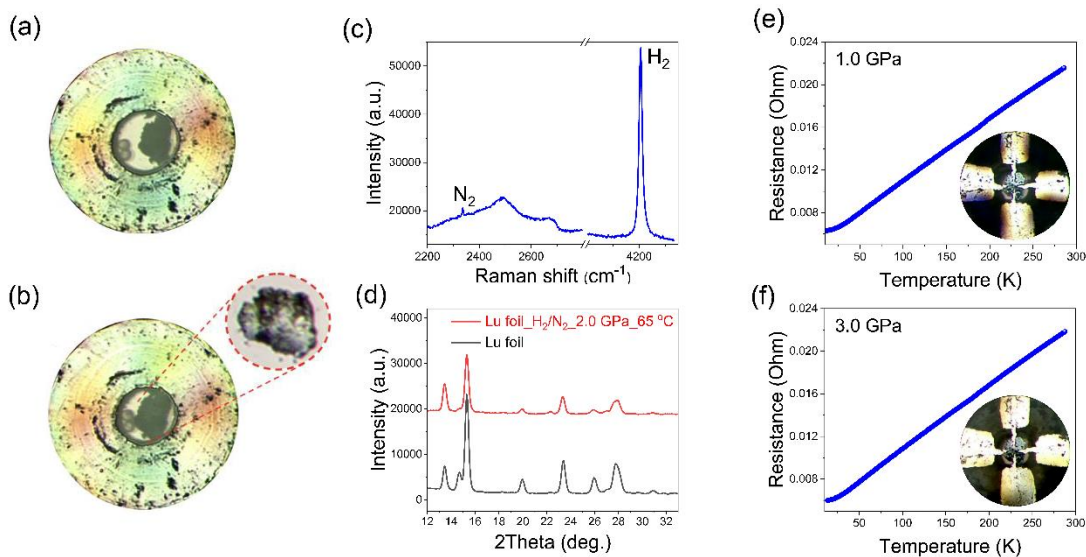 (a)
(b)
(c)
50000
40000
30000
20000
Intensity (a.u.)
N2
H2
2200
2400
2600
4200
Raman shift (cm-1)
(d)
40000
30000
20000
10000
0
Intensity (a.u.)
Lu foil_H2/N2_2.0 GPa_65 °C
Lu foil
12 14 16 18 20 22 24 26 28 30 32
2Theta (deg.)
(e)
0.024
0.020
0.016
0.012
0.008
Resistance (Ohm)
1.0 GPa
0 50 100 150 200 250 300
Temperature (K)
(f)
0.024
0.020
0.016
0.012
0.008
Resistance (Ohm)
3.0 GPa
0 50 100 150 200 250 300
Temperature (K)